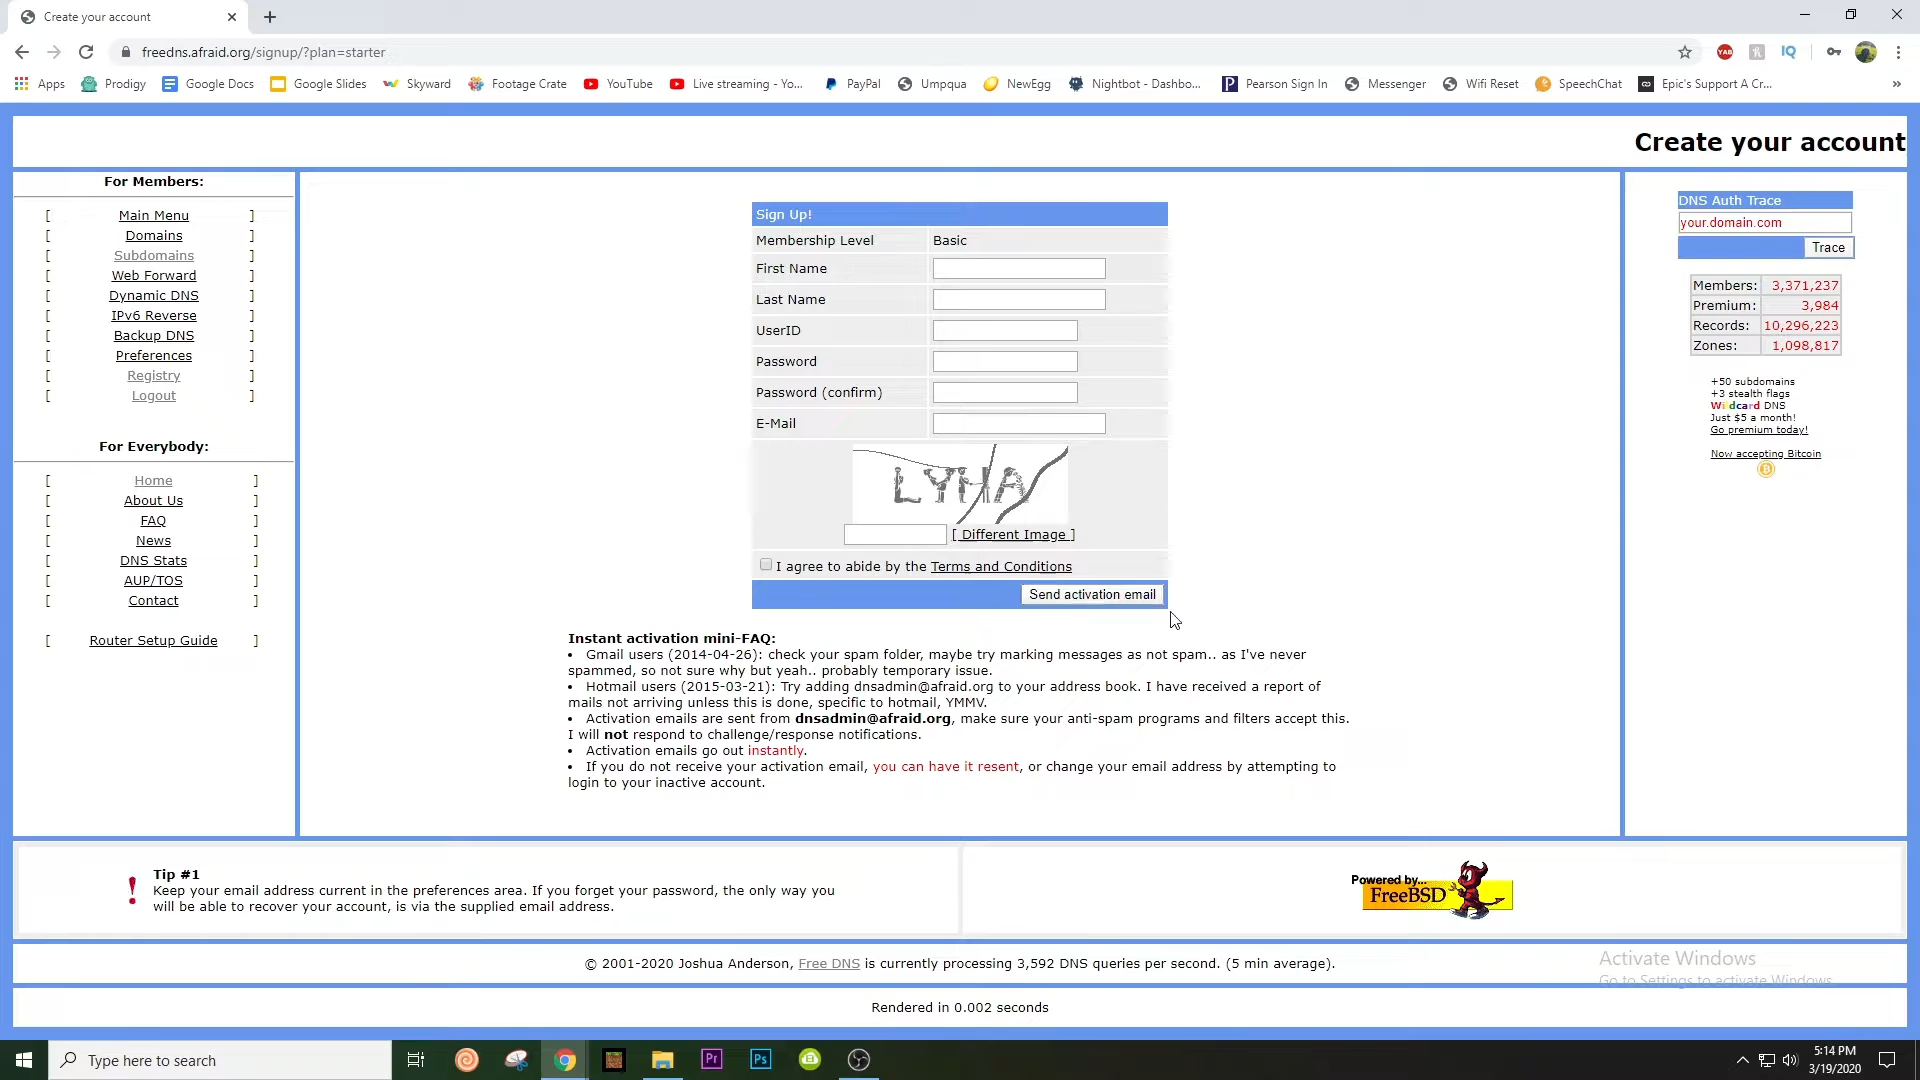 Create your account
freedns.afraid.org/signup/?plan=starter
YAB
IQ
Apps
Prodigy
Google Docs
Google Slides
Skyward
Footage Crate
YouTube
Live streaming - Yo...
PayPal
Umpqua
NewEgg
Nightbot - Dashbo...
Pearson Sign In
Messenger
Wifi Reset
SpeechChat
Epic's Support A Cr...
»
Create your account
For Members:
[ Main Menu ]
[ Domains ]
[ Subdomains ]
[ Web Forward ]
[ Dynamic DNS ]
[ IPv6 Reverse ]
[ Backup DNS ]
[ Preferences ]
[ Registry ]
[ Logout ]
For Everybody:
[ Home ]
[ About Us ]
[ FAQ ]
[ News ]
[ DNS Stats ]
[ AUP/TOS ]
[ Contact ]
[ Router Setup Guide ]
Sign Up!
Membership Level Basic
First Name
Last Name
UserID
Password
Password (confirm)
E-Mail
LYHA
[ Different Image ]
I agree to abide by the Terms and Conditions
Send activation email
Instant activation mini-FAQ:
• Gmail users (2014-04-26): check your spam folder, maybe try marking messages as not spam.. as I've never
spammed, so not sure why but yeah.. probably temporary issue.
• Hotmail users (2015-03-21): Try adding dnsadmin@afraid.org to your address book. I have received a report of
mails not arriving unless this is done, specific to hotmail, YMMV.
• Activation emails are sent from dnsadmin@afraid.org, make sure your anti-spam programs and filters accept this.
I will not respond to challenge/response notifications.
• Activation emails go out instantly.
• If you do not receive your activation email, you can have it resent, or change your email address by attempting to
login to your inactive account.
DNS Auth Trace
your.domain.com
Trace
Members: 3,371,237
Premium: 3,984
Records: 10,296,223
Zones: 1,098,817
+50 subdomains
+3 stealth flags
Wildcard DNS
Just $5 a month!
Go premium today!
Now accepting Bitcoin
Tip #1
Keep your email address current in the preferences area. If you forget your password, the only way you
will be able to recover your account, is via the supplied email address.
Powered by...
FreeBSD
© 2001-2020 Joshua Anderson, Free DNS is currently processing 3,592 DNS queries per second. (5 min average).
Rendered in 0.002 seconds
Activate Windows
Go to Settings to activate Windows.
Type here to search
Pr
Ps
5:14 PM
3/19/2020